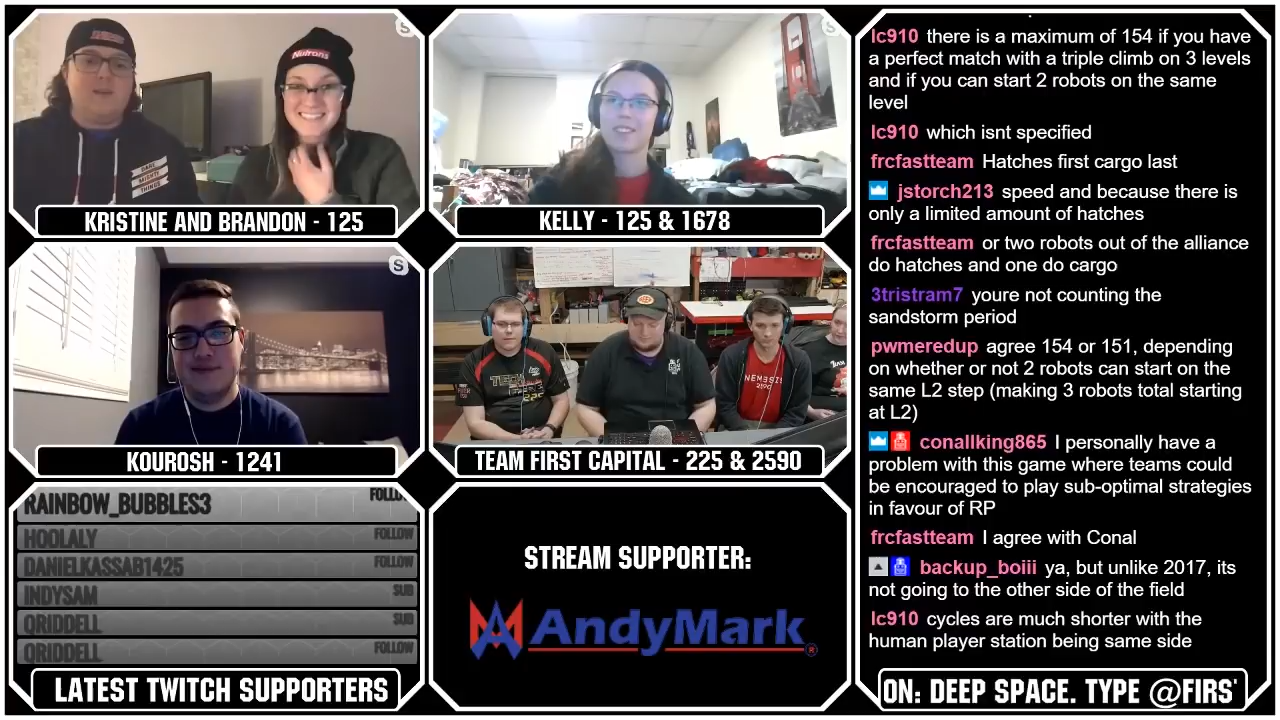 Nutrons
DARE
MIGHTY
THINGS
S
KRISTINE AND BRANDON - 125
KELLY - 125 & 1678
S
KOUROSH - 1241
TECH
NEMESIS
2590
TEAM FIRST CAPITAL - 225 & 2590
RAINBOW_BUBBLES3
HOOLALY
FOLLOW
DANIELKASSAB1425
FOLLOW
INDYSAM
SUB
QRIDDELL
SUB
QRIDDELL
FOLLOW
LATEST TWITCH SUPPORTERS
STREAM SUPPORTER:
AndyMark
lc910 there is a maximum of 154 if you have
a perfect match with a triple climb on 3 levels
and if you can start 2 robots on the same
level
lc910 which isnt specified
frcfastteam Hatches first cargo last
jstorch213 speed and because there is
only a limited amount of hatches
frcfastteam or two robots out of the alliance
do hatches and one do cargo
3tristram7 youre not counting the
sandstorm period
pwmeredup agree 154 or 151, depending
on whether or not 2 robots can start on the
same L2 step (making 3 robots total starting
at L2)
conallking865 I personally have a
problem with this game where teams could
be encouraged to play sub-optimal strategies
in favour of RP
frcfastteam I agree with Conal
backup_boiii ya, but unlike 2017, its
not going to the other side of the field
lc910 cycles are much shorter with the
human player station being same side
ON: DEEP SPACE. TYPE @FIRS